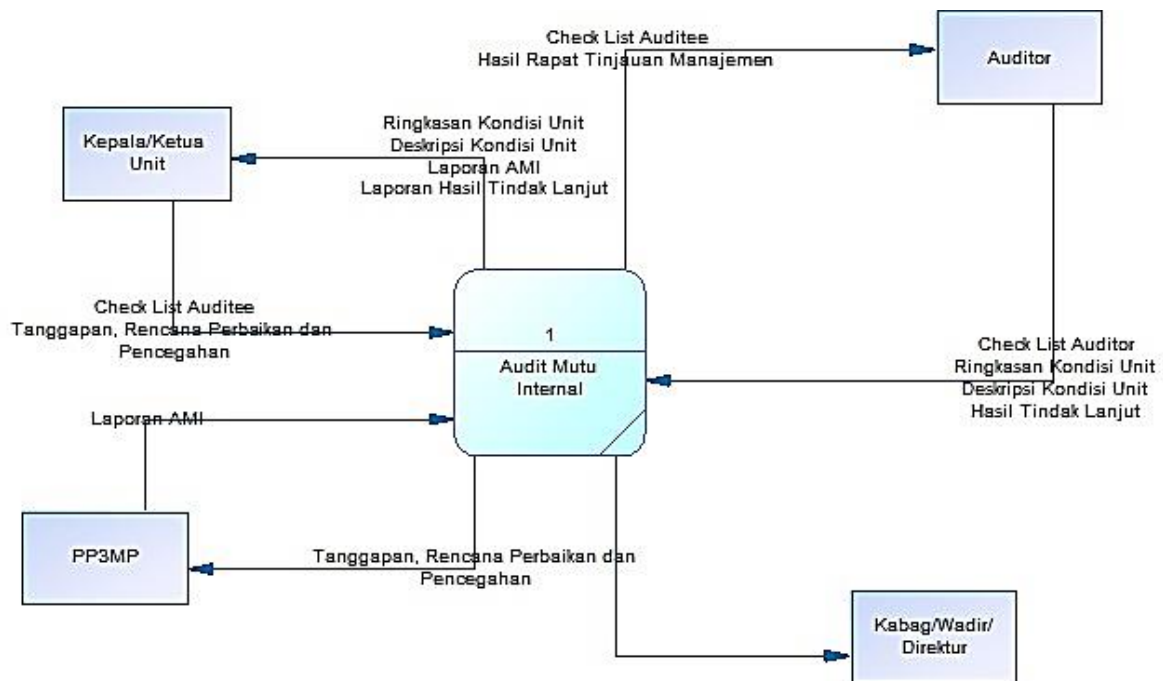 Check List Auditee
Hasil Rapat Tinjauan Manajemen
Auditor
Kepala/Ketua
Unit
Ringkasan Kondisi Unit
Deskripsi Kondisi Unit
Laporan AMI
Laporan Hasil Tindak Lanjut
Check List Auditee
Tanggapan, Rencana Perbaikan dan
Pencegahan
1
Audit Mutu
Internal
Check List Auditor
Ringkasan Kondisi Unit
Deskripsi Kondisi Unit
Hasil Tindak Lanjut
Laporan AMI
PP3MP
Tanggapan, Rencana Perbaikan dan
Pencegahan
Kabag/Wadir/
Direktur